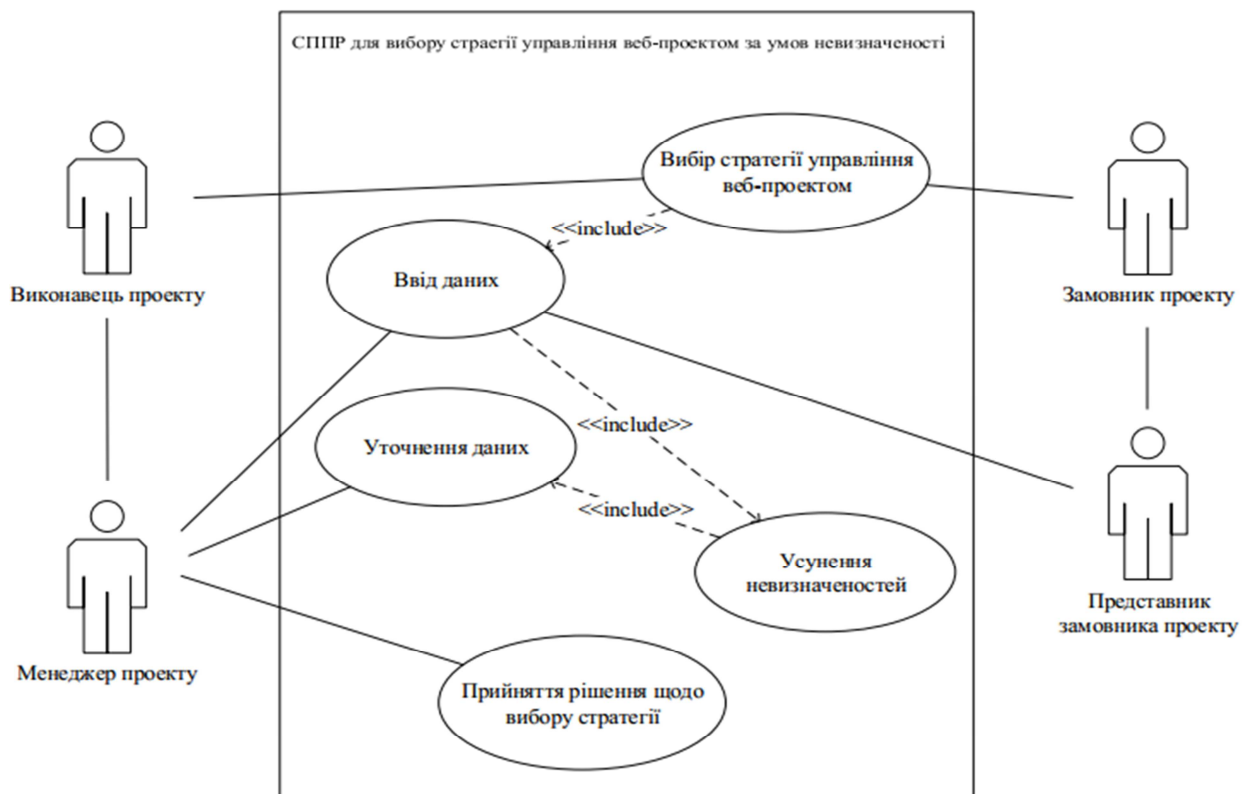 СППР для вибору страегії управління веб-проектом за умов невизначеності
Вибір стратегії управління
веб-проектом
<<include>>
Ввід даних
Виконавець проекту
Замовник проекту
<<include>>
Уточнення даних
<<include>>
Усунення
невизначеностей
Представник
замовника проекту
Менеджер проекту
Прийняття рішення щодо
вибору стратегії